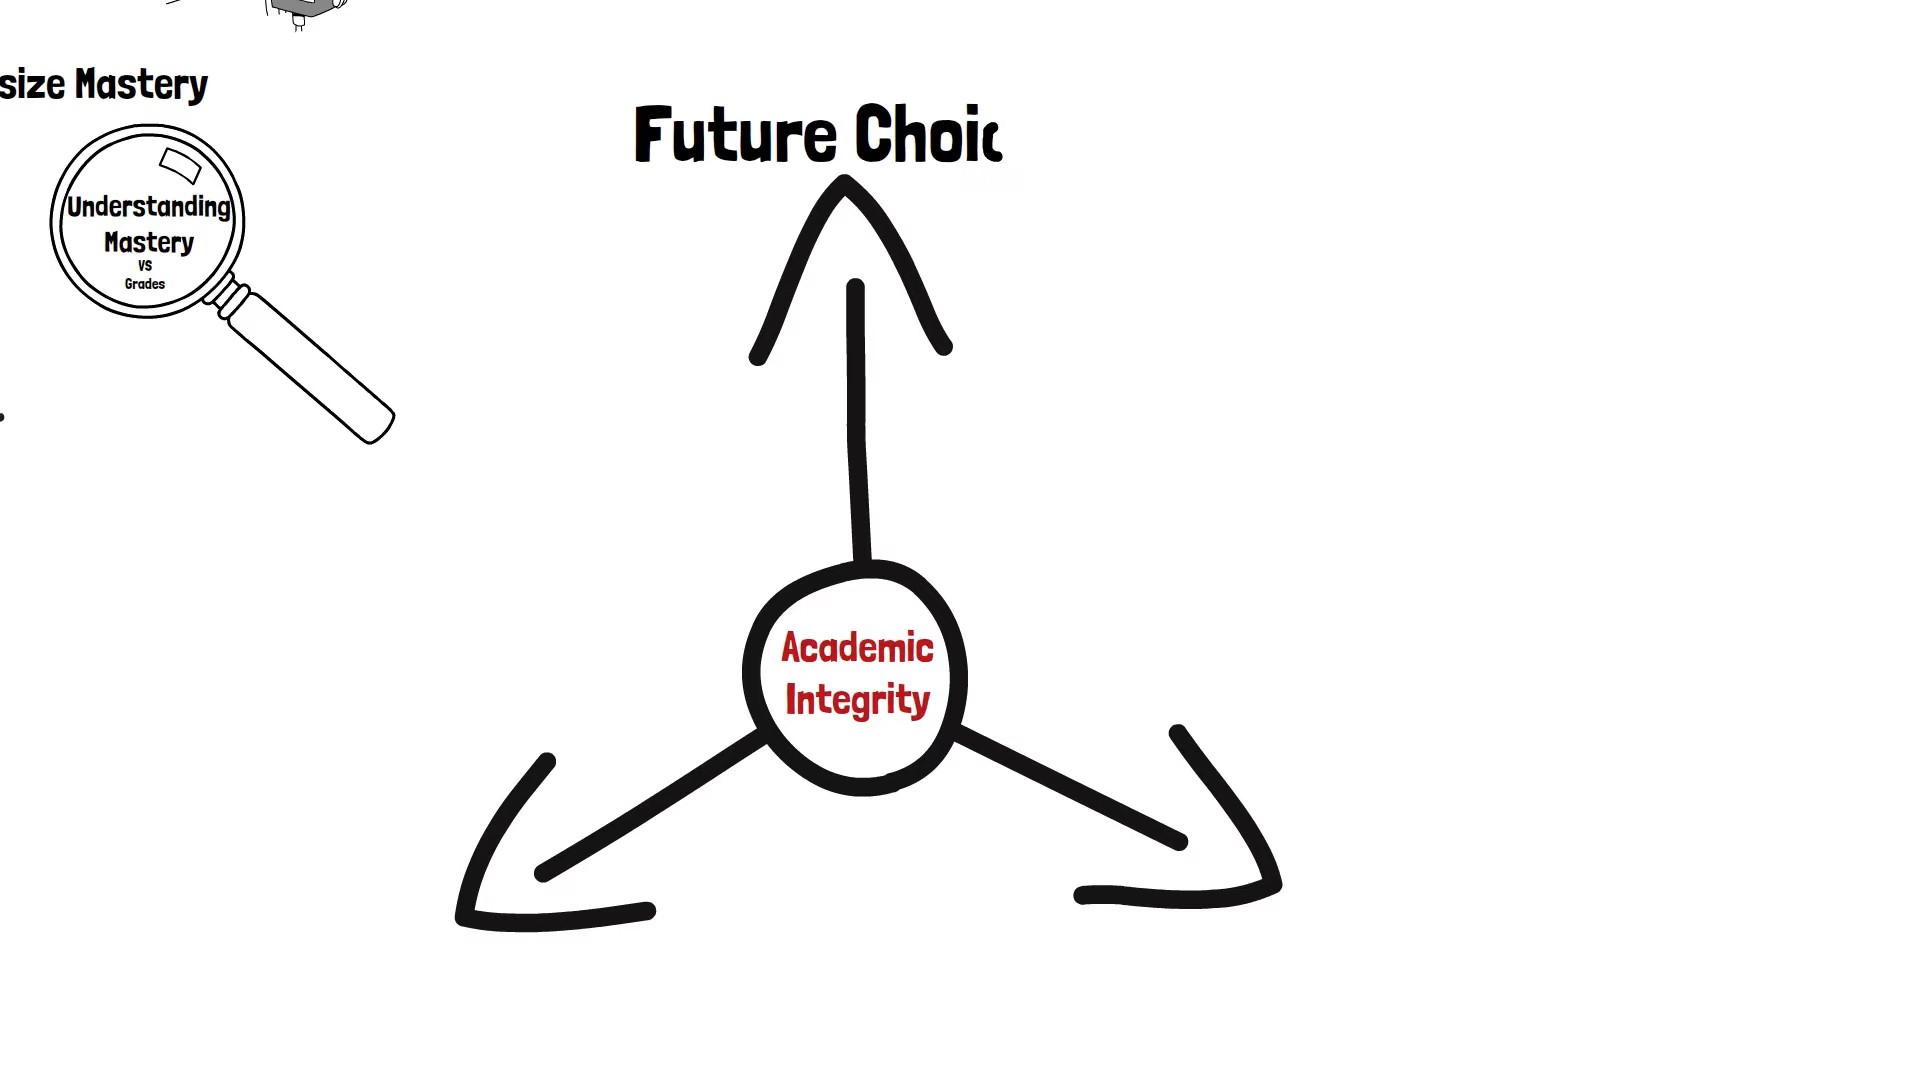 size Mastery
Understanding
Mastery
vs
Grades
Future Choic
Academic
Integrity